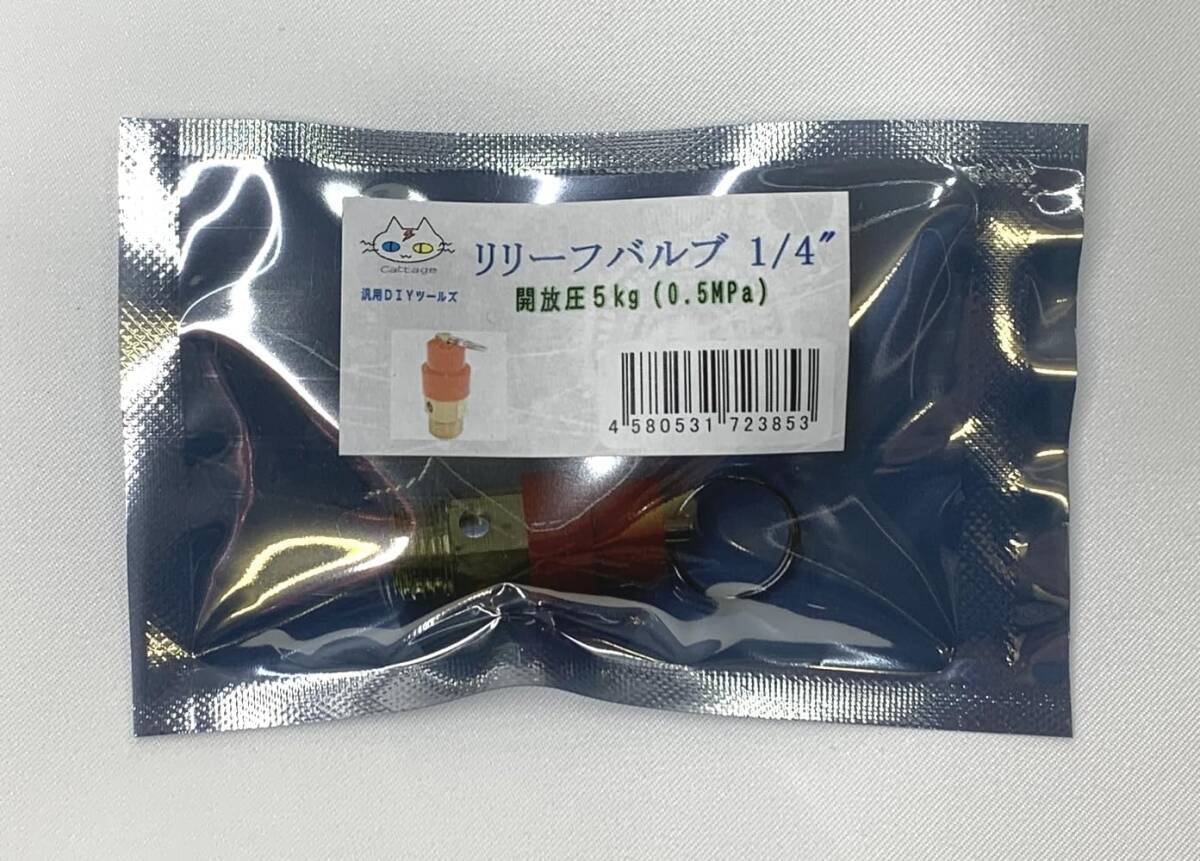 Cattage
リリーフバルブ 1/4"
汎用DIYツールズ
開放圧5kg (0.5MPa)
4 580531 723853